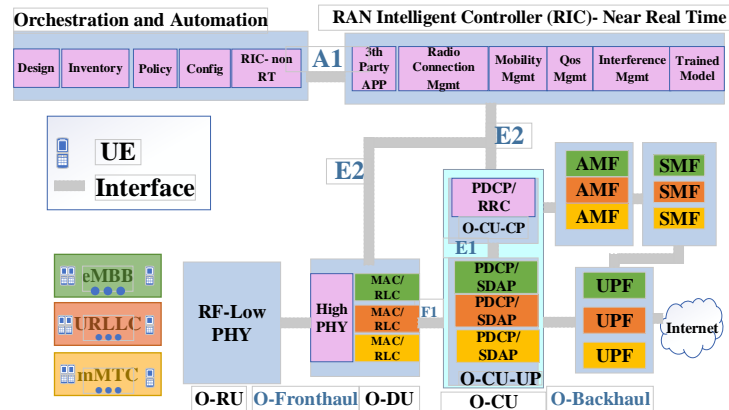 Orchestration and Automation
RAN Intelligent Controller (RIC)- Near Real Time
Design
Inventory
Policy
Config
RIC- non
RT
A1
3th
Party
APP
Radio
Connection
Mgmt
Mobility
Mgmt
Qos
Mgmt
Interference
Mgmt
Trained
Model
UE
Interface
E2
E2
PDCP/
RRC
O-CU-CP
E1
AMF
AMF
AMF
SMF
SMF
SMF
eMBB
URLLC
mMTC
RF-Low
PHY
High
PHY
MAC/
RLC
MAC/
RLC
MAC/
RLC
F1
PDCP/
SDAP
PDCP/
SDAP
PDCP/
SDAP
O-CU-UP
UPF
UPF
UPF
Internet
O-RU
O-Fronthaul
O-DU
O-CU
O-Backhaul